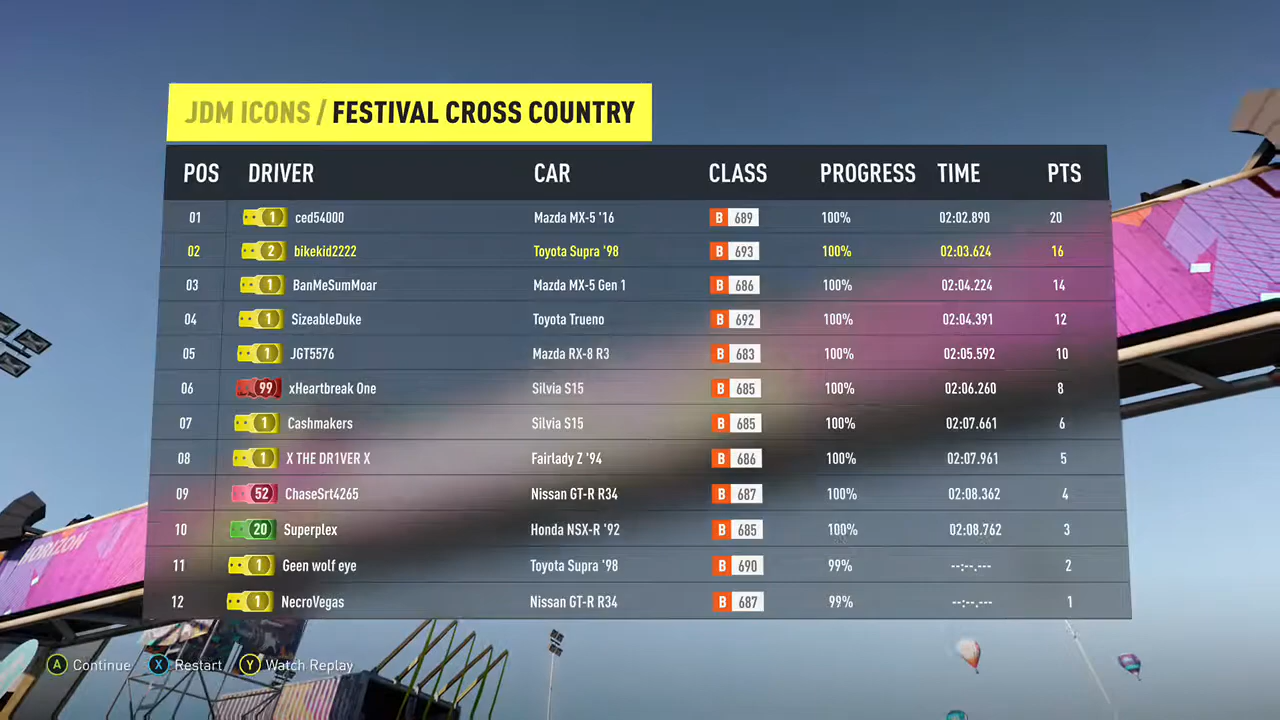 JDM ICONS / FESTIVAL CROSS COUNTRY
POS DRIVER CAR CLASS PROGRESS TIME PTS
01 1 ced54000 Mazda MX-5 '16 B 689 100% 02:02.890 20
02 2 bikekid2222 Toyota Supra '98 B 693 100% 02:03.624 16
03 1 BanMeSumMoar Mazda MX-5 Gen 1 B 686 100% 02:04.224 14
04 1 SizeableDuke Toyota Trueno B 692 100% 02:04.391 12
05 1 JGT5576 Mazda RX-8 R3 B 683 100% 02:05.592 10
06 99 xHeartbreak One Silvia S15 B 685 100% 02:06.260 8
07 1 Cashmakers Silvia S15 B 685 100% 02:07.661 6
08 1 X THE DR1VER X Fairlady Z '94 B 686 100% 02:07.961 5
09 52 ChaseSrt4265 Nissan GT-R R34 B 687 100% 02:08.362 4
10 20 Superplex Honda NSX-R '92 B 685 100% 02:08.762 3
11 1 Geen wolf eye Toyota Supra '98 B 690 99% --:--.--- 2
12 1 NecroVegas Nissan GT-R R34 B 687 99% --:--.--- 1
HORIZON
A Continue X Restart Y Watch Replay